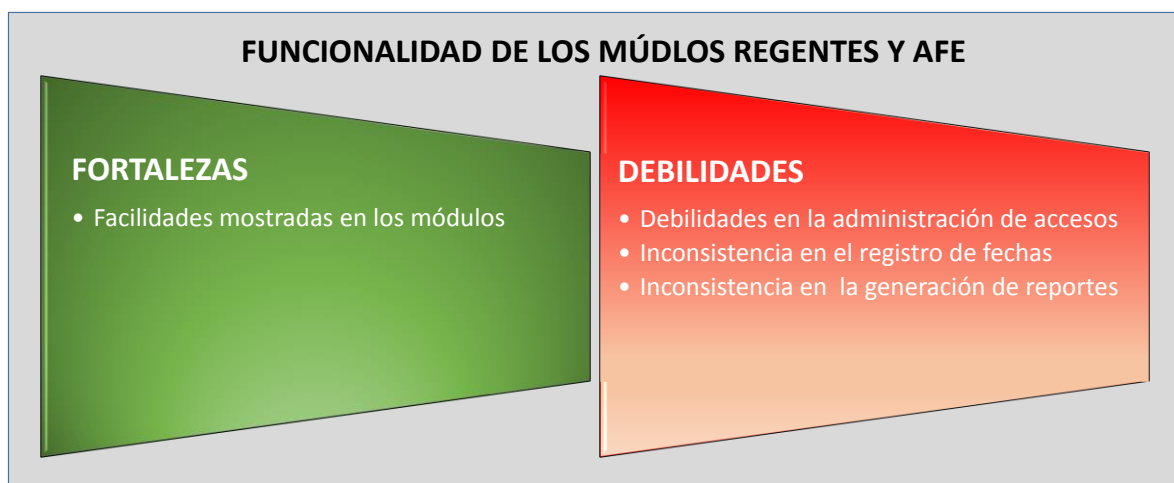 FUNCIONALIDAD DE LOS MÚDLOS REGENTES Y AFE
FORTALEZAS
• Facilidades mostradas en los módulos
DEBILIDADES
• Debilidades en la administración de accesos
• Inconsistencia en el registro de fechas
• Inconsistencia en  la generación de reportes